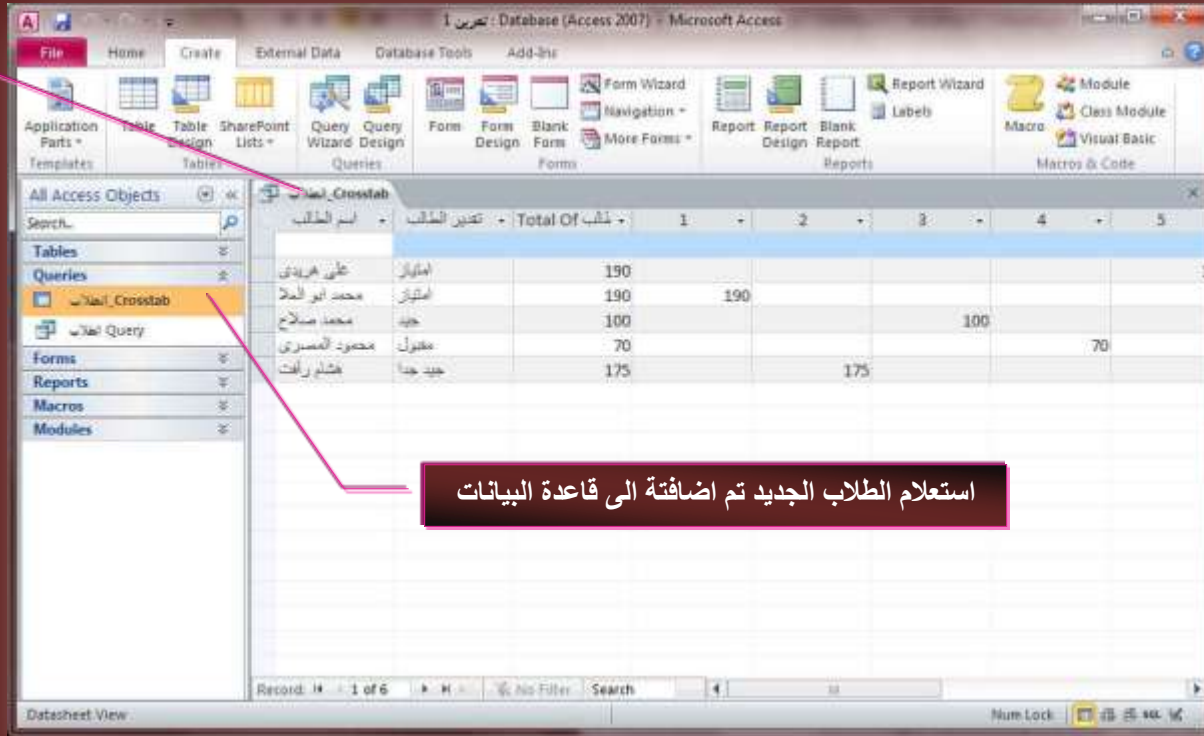 تمرين 1 : Database (Access 2007) - Microsoft Access
File Home Create External Data Database Tools Add-Ins
Application Parts
Table
Table Design
SharePoint Lists
Query Wizard
Query Design
Form
Form Design
Blank Form
Form Wizard
Navigation
More Forms
Report
Report Design
Blank Report
Report Wizard
Labels
Macro
Module
Class Module
Visual Basic
Templates Tables Queries Forms Reports Macros & Code
All Access Objects
Search..
Tables
Queries
الطلاب_Crosstab
الطلاب Query
Forms
Reports
Macros
Modules
الطلاب_Crosstab
اسم الطالب تقدير الطالب Total Of 1 2 3 4 5
على هريدى امتياز 190
محمد ابو العلا امتياز 190 190
محمد صلاح جيد 100 100
محمود المصرى مقبول 70 70
هشام رأفت جيد جدا 175 175
استعلام الطلاب الجديد تم اضافتة الى قاعدة البيانات
Record: 1 of 6 No Filter Search
Datasheet View Num Lock SQL